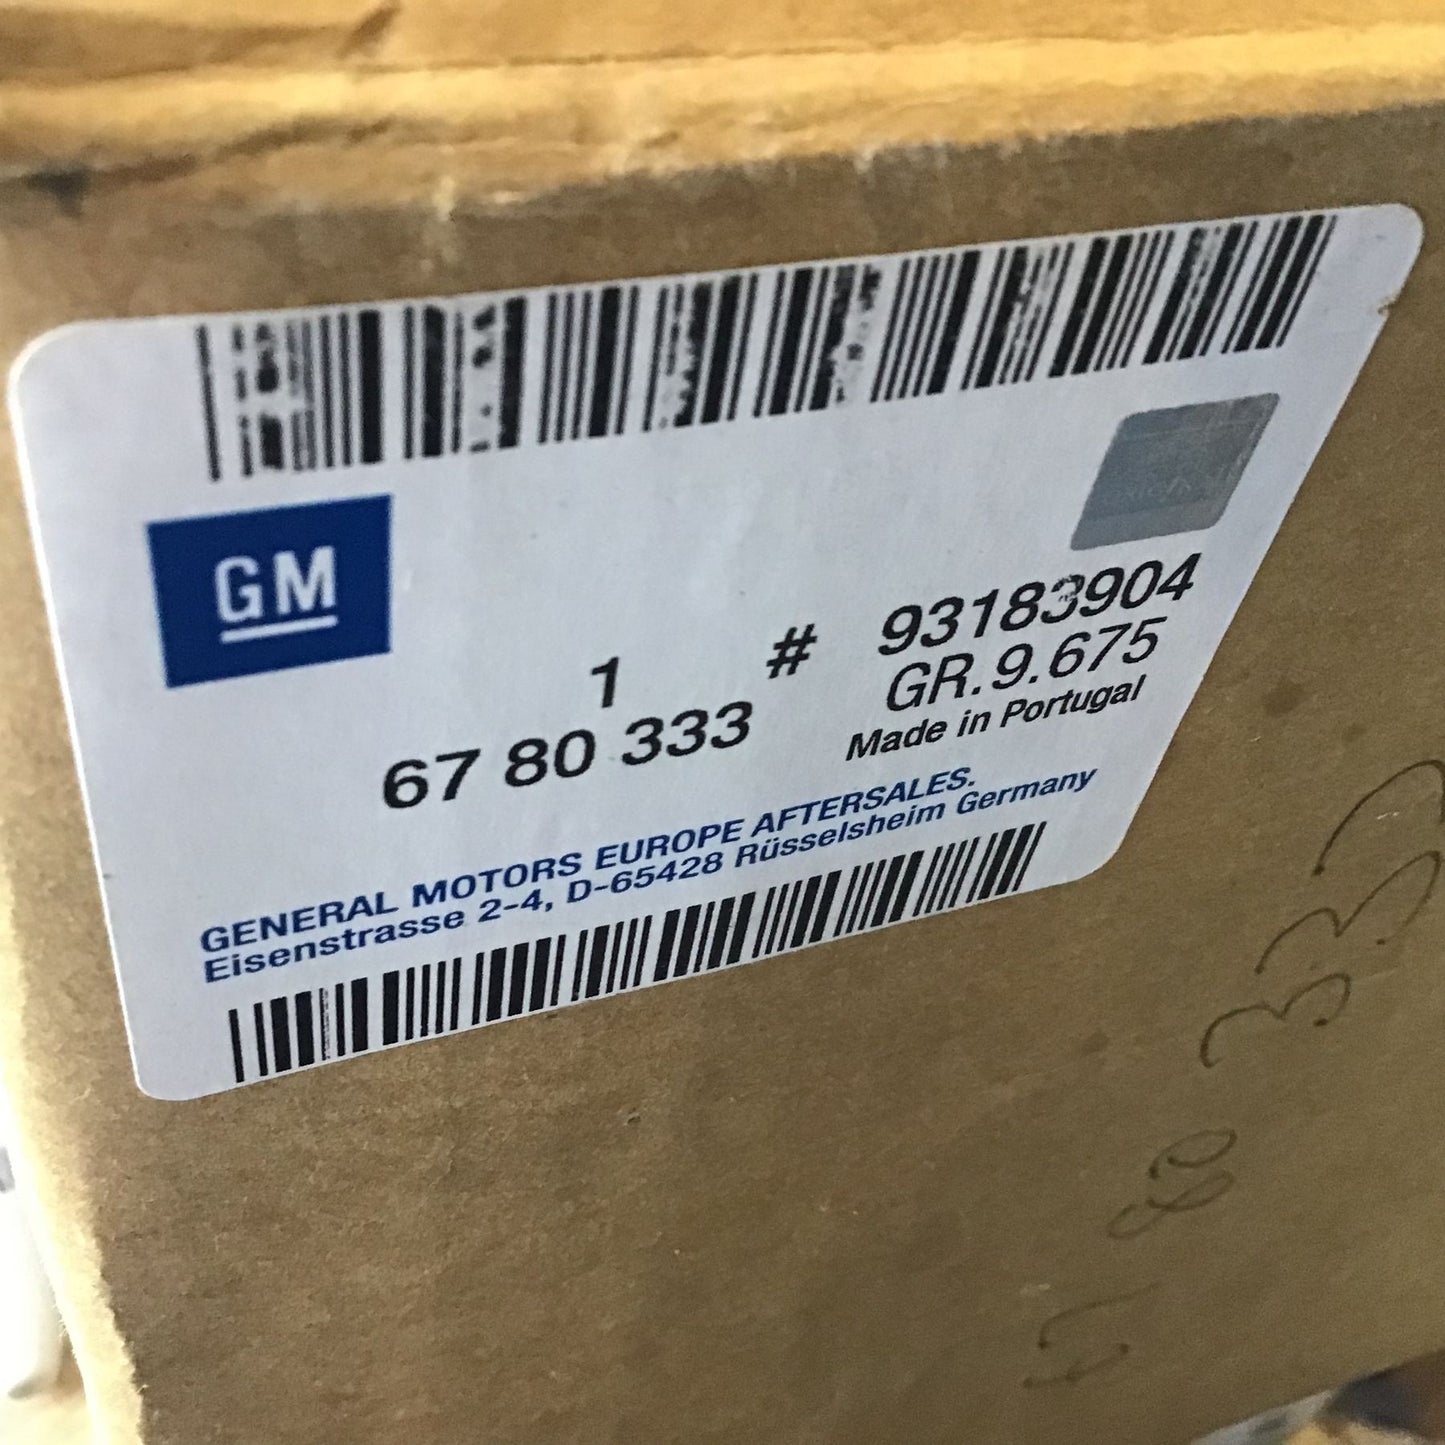 GM
1 # 93183904
67 80 333 GR.9.675
Made in Portugal
GENERAL MOTORS EUROPE AFTERSALES.
Eisenstrasse 2-4, D-65428 Rüsselsheim Germany